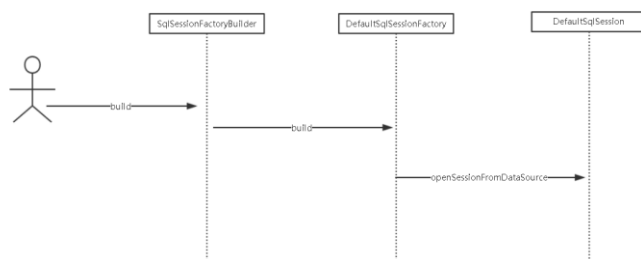 SqlSessionFactoryBuilder
DefaultSqlSessionFactory
DefaultSqlSession
build
build
openSessionFromDataSource